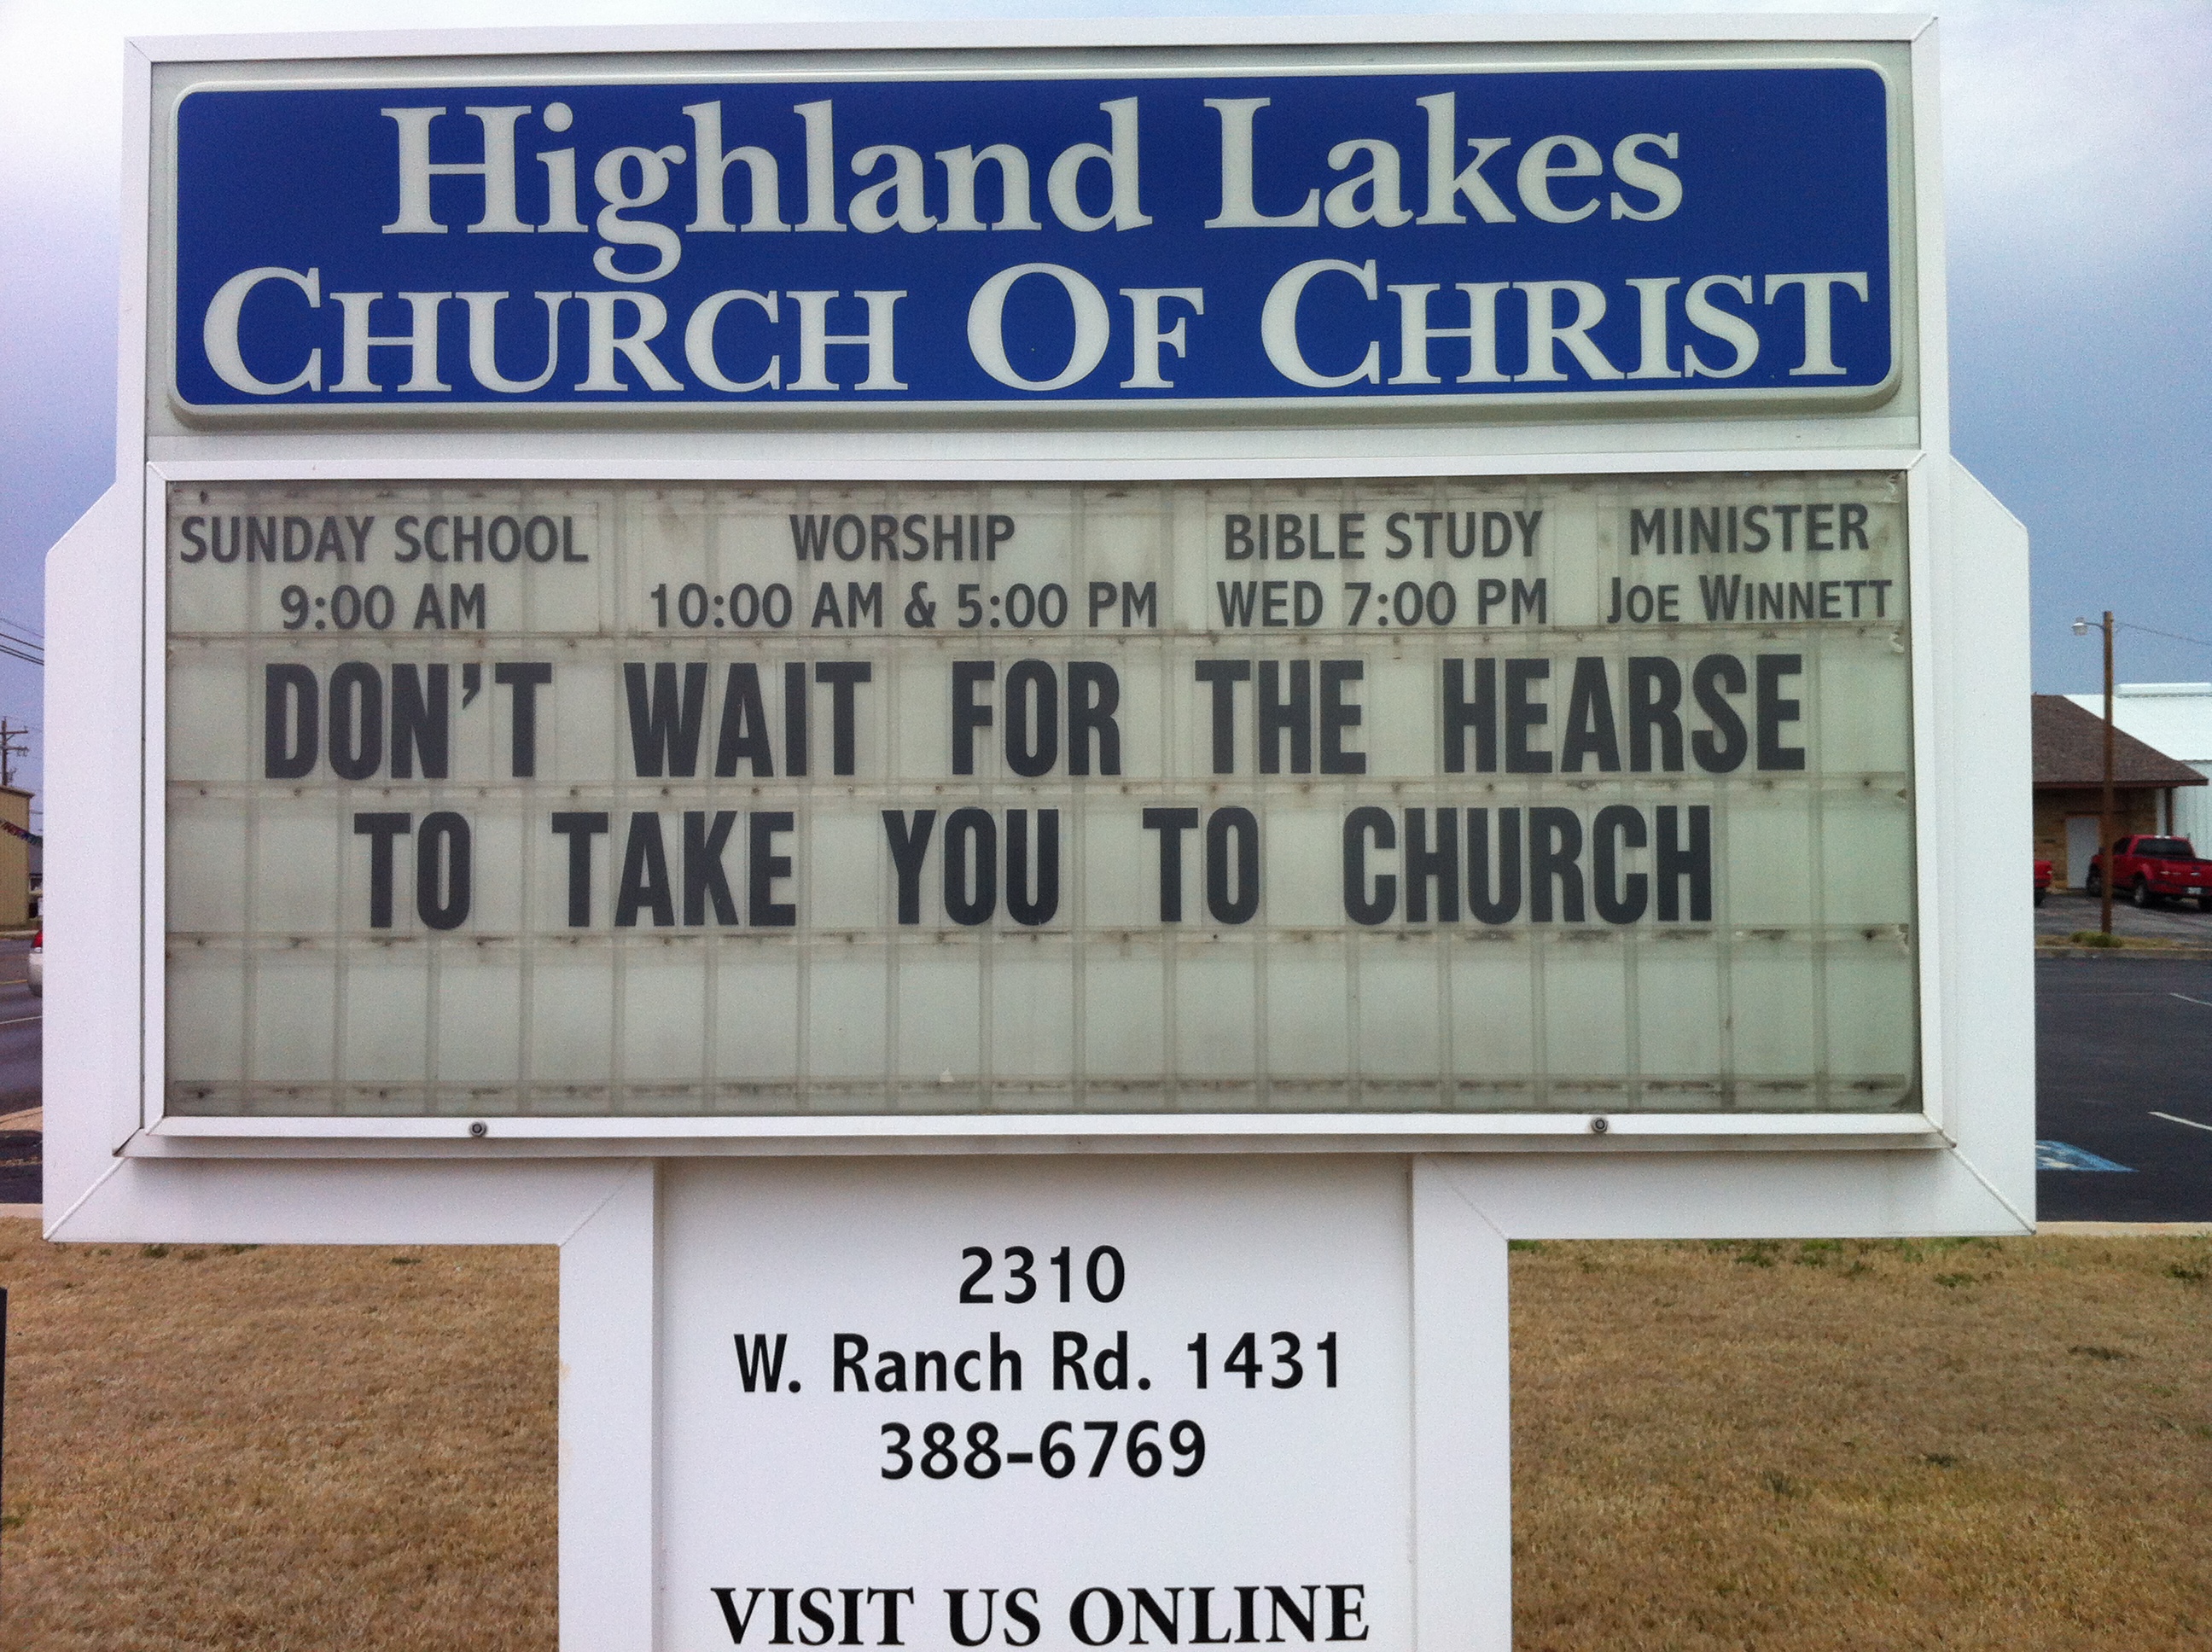 Highland Lakes
CHURCH OF CHRIST
SUNDAY SCHOOL WORSHIP BIBLE STUDY MINISTER
9:00 AM 10:00 AM & 5:00 PM WED 7:00 PM JOE WINNETT
DON'T WAIT FOR THE HEARSE
TO TAKE YOU TO CHURCH
2310
W. Ranch Rd. 1431
388-6769
VISIT US ONLINE